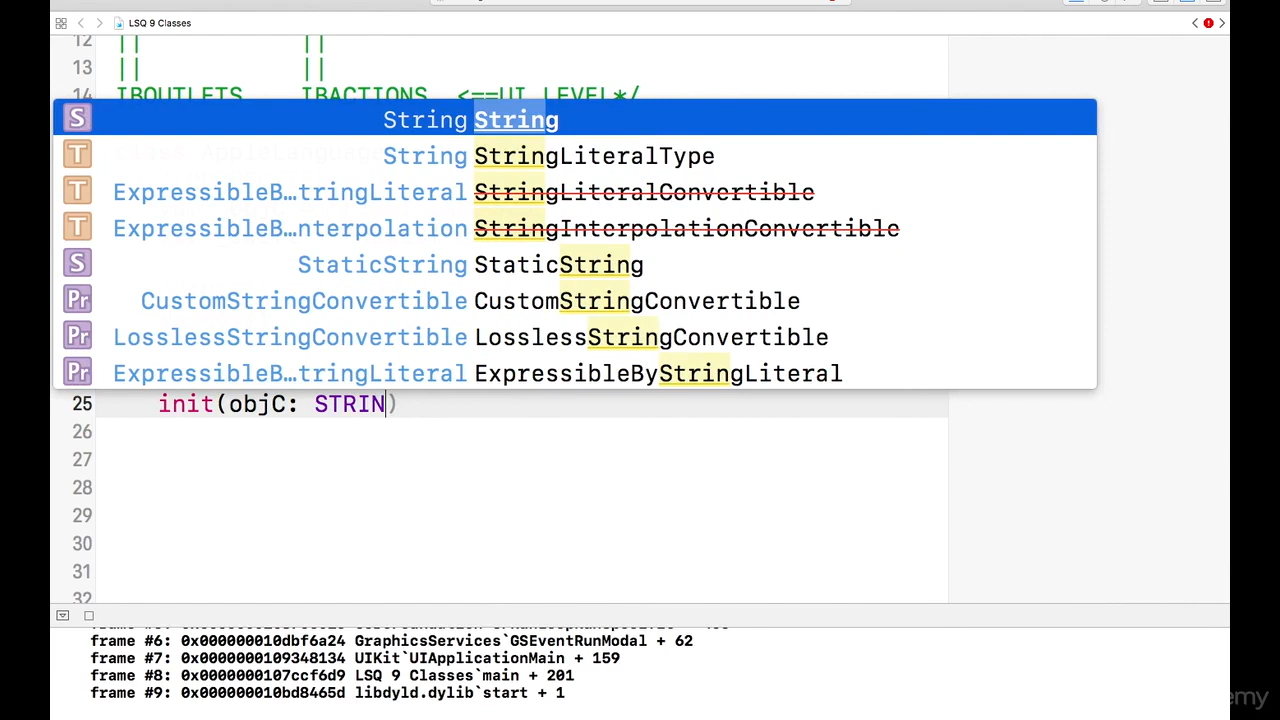 LSQ 9 Classes
12 || ||
13 || ||
14 IBOUTLETS IBACTIONS <==UI LEVEL*/
String String
String StringLiteralType
ExpressibleB…tringLiteral StringLiteralConvertible
ExpressibleB…nterpolation StringInterpolationConvertible
StaticString StaticString
CustomStringConvertible CustomStringConvertible
LosslessStringConvertible LosslessStringConvertible
ExpressibleB…tringLiteral ExpressibleByStringLiteral
25 init(objC: STRIN)
26
27
28
29
30
31
32
frame #6: 0x000000010dbf6a24 GraphicsServices`GSEventRunModal + 62
frame #7: 0x0000000109348134 UIKit`UIApplicationMain + 159
frame #8: 0x0000000107ccf6d9 LSQ 9 Classes`main + 201
frame #9: 0x000000010bd8465d libdyld.dylib`start + 1
emy